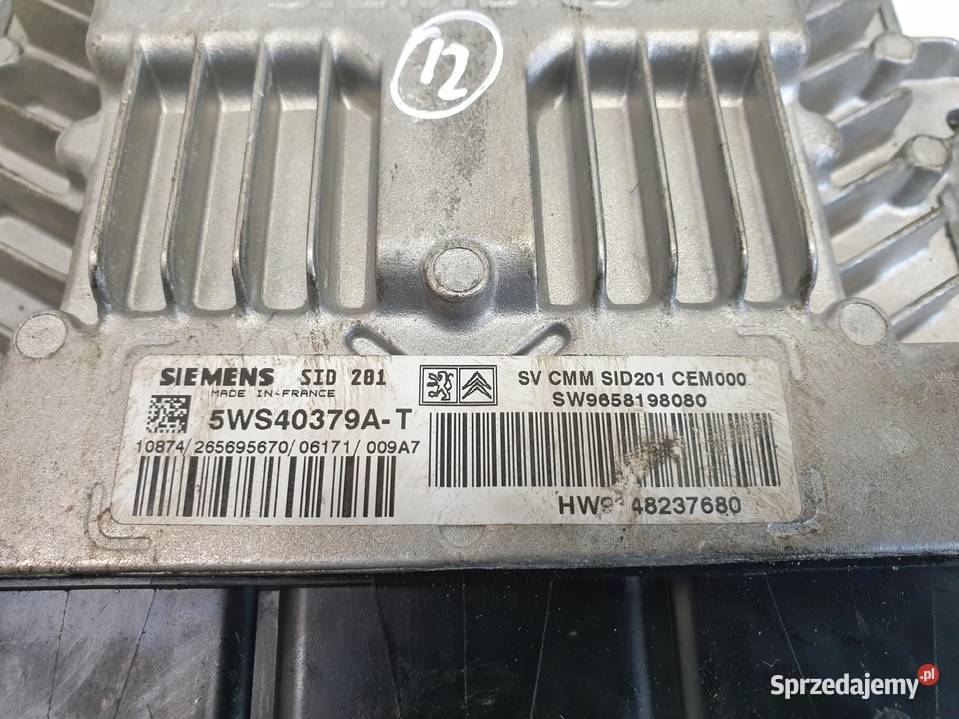 12
SIEMENS SID 201
MADE IN-FRANCE
5WS40379A-T
10874/265695670/06171/009A7
SV CMM SID201 CEM000
SW9658198080
48237680
Sprzedajemy.pl